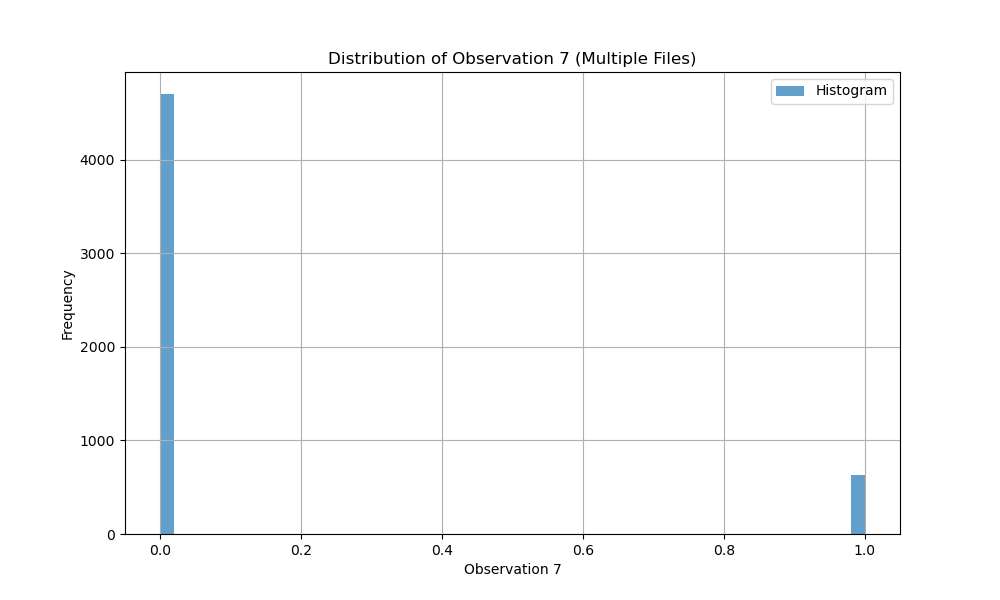 Distribution of Observation 7 (Multiple Files)
Histogram
Frequency
4000
3000
2000
1000
0
0.0 0.2 0.4 0.6 0.8 1.0
Observation 7